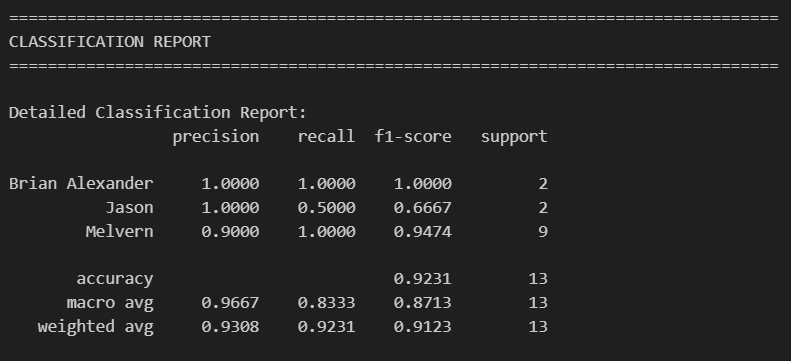 ================================================================================
CLASSIFICATION REPORT
================================================================================
Detailed Classification Report:
                 precision    recall  f1-score   support
Brian Alexander     1.0000    1.0000    1.0000         2
          Jason     1.0000    0.5000    0.6667         2
        Melvern     0.9000    1.0000    0.9474         9
       accuracy                         0.9231        13
      macro avg     0.9667    0.8333    0.8713        13
   weighted avg     0.9308    0.9231    0.9123        13